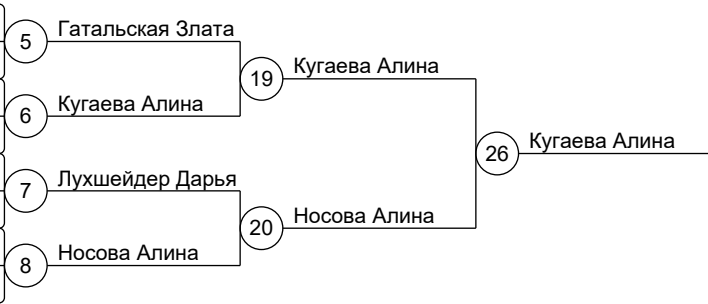 5
Гатальская Злата
19
Кугаева Алина
6
Кугаева Алина
26
Кугаева Алина
7
Лухшейдер Дарья
20
Носова Алина
8
Носова Алина